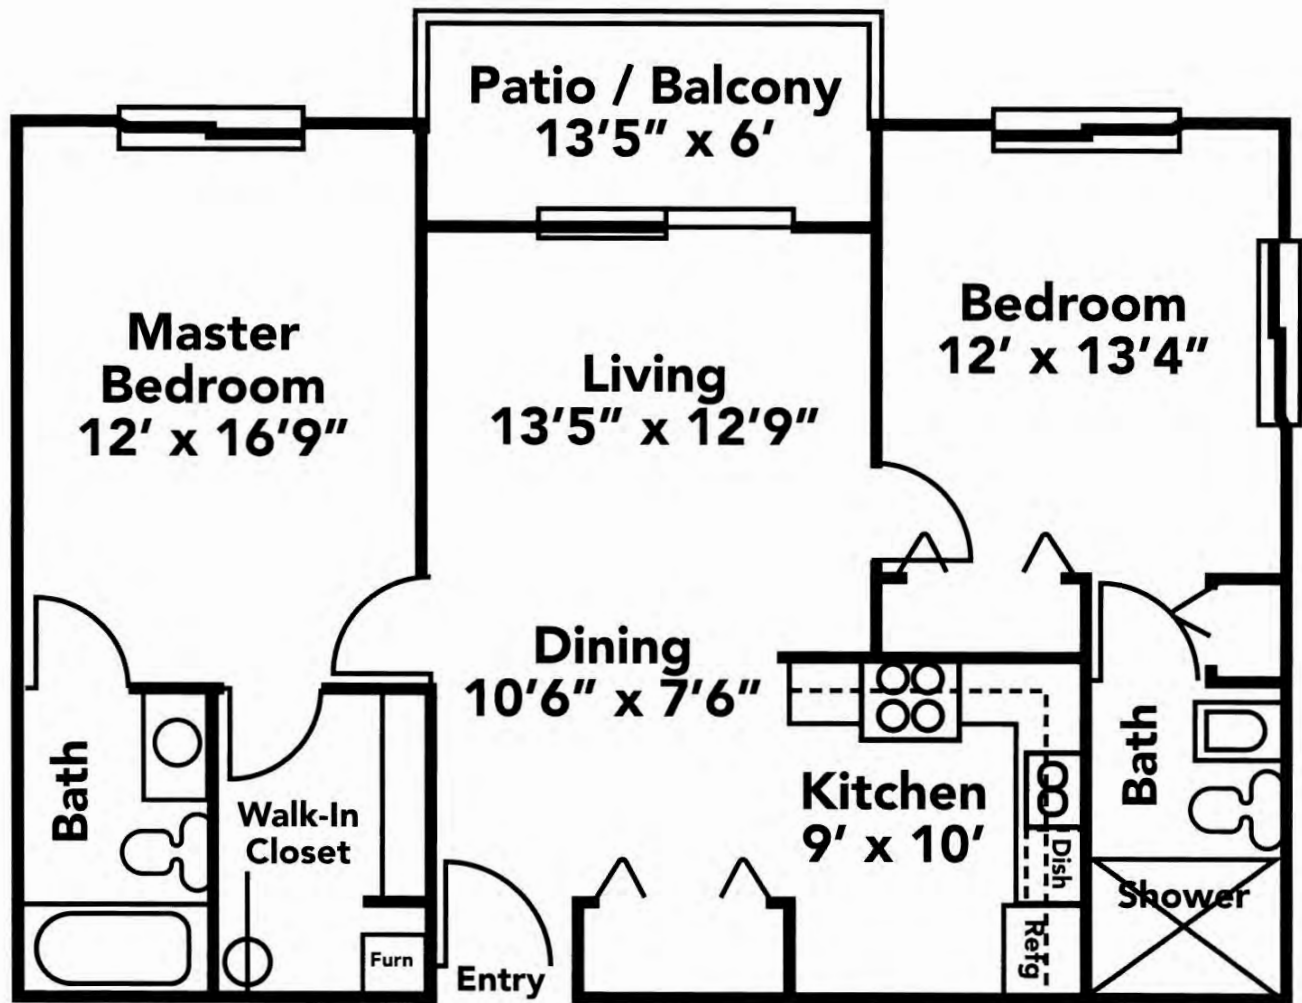 Patio / Balcony
13'5" x 6'
Master
Bedroom
12' x 16'9"
Living
13'5" x 12'9"
Bedroom
12' x 13'4"
Dining
10'6" x 7'6"
Kitchen
9' x 10'
Bath
Walk-In
Closet
Furn
Entry
Dish
Refg
Bath
Shower